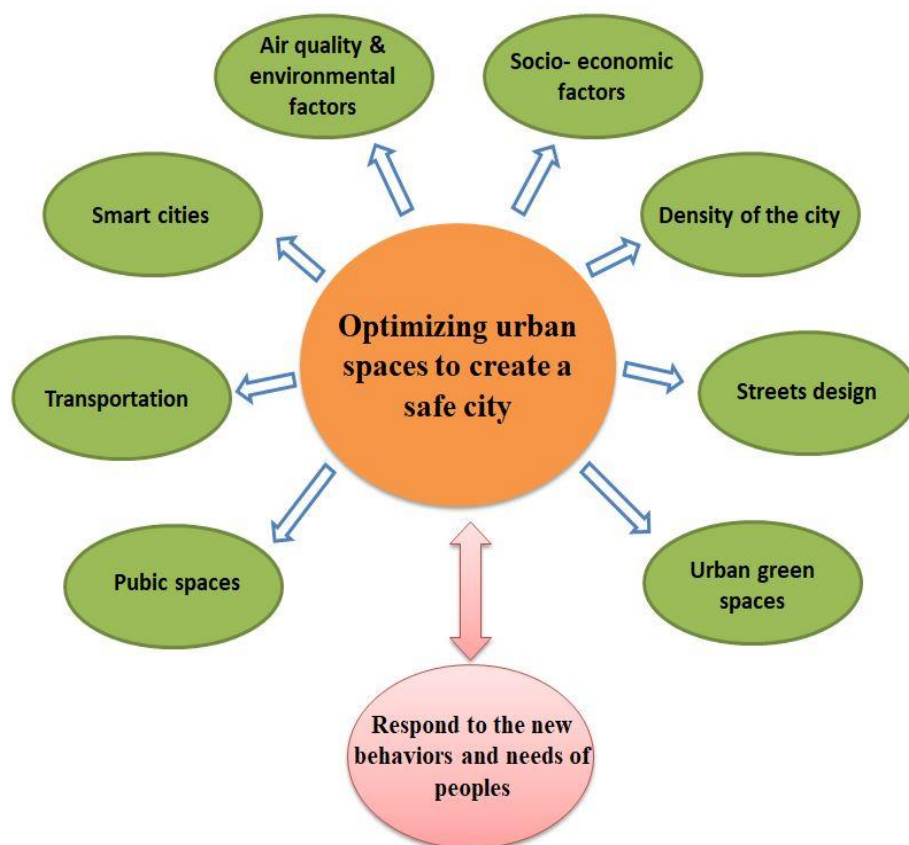 Air quality &
environmental
factors
Socio- economic
factors
Smart cities
Density of the city
Optimizing urban
spaces to create a
safe city
Transportation
Streets design
Pubic spaces
Urban green
spaces
Respond to the new
behaviors and needs of
peoples